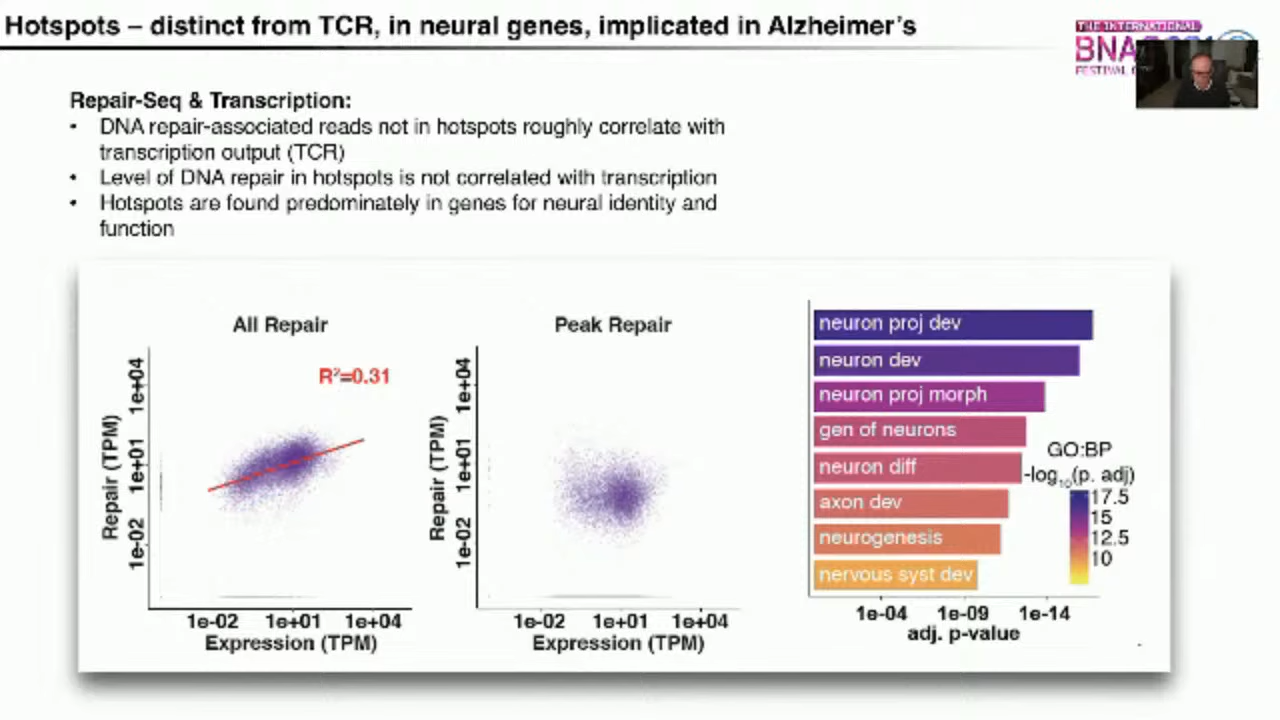 Hotspots – distinct from TCR, in neural genes, implicated in Alzheimer's
THE INTERNATIONAL
BNA
FESTIVAL
Repair-Seq & Transcription:
• DNA repair-associated reads not in hotspots roughly correlate with
transcription output (TCR)
• Level of DNA repair in hotspots is not correlated with transcription
• Hotspots are found predominately in genes for neural identity and
function
All Repair
R²=0.31
Repair (TPM)
1e+04
1e+01
1e-02
1e-02 1e+01 1e+04
Expression (TPM)
Peak Repair
Repair (TPM)
1e+04
1e+01
1e-02
1e-02 1e+01 1e+04
Expression (TPM)
neuron proj dev
neuron dev
neuron proj morph
gen of neurons
neuron diff
axon dev
neurogenesis
nervous syst dev
1e-04 1e-09 1e-14
adj. p-value
GO:BP
-log₁₀(p. adj)
17.5
15
12.5
10